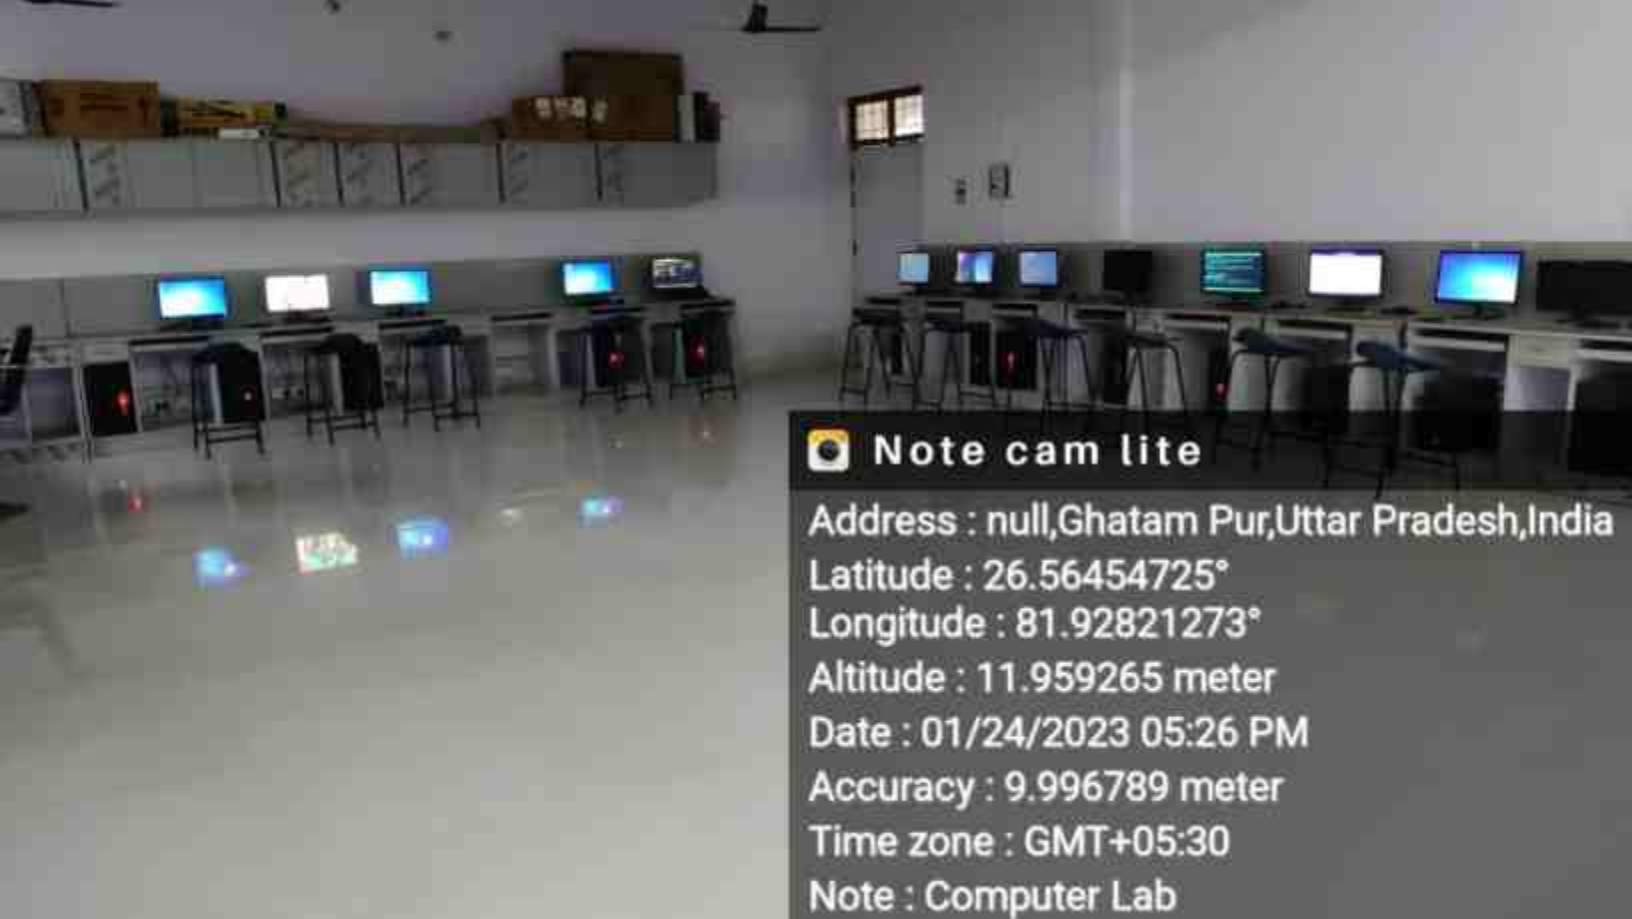 Note cam lite
Address : null,Ghatam Pur,Uttar Pradesh,India
Latitude : 26.56454725°
Longitude : 81.92821273°
Altitude : 11.959265 meter
Date : 01/24/2023 05:26 PM
Accuracy : 9.996789 meter
Time zone : GMT+05:30
Note : Computer Lab